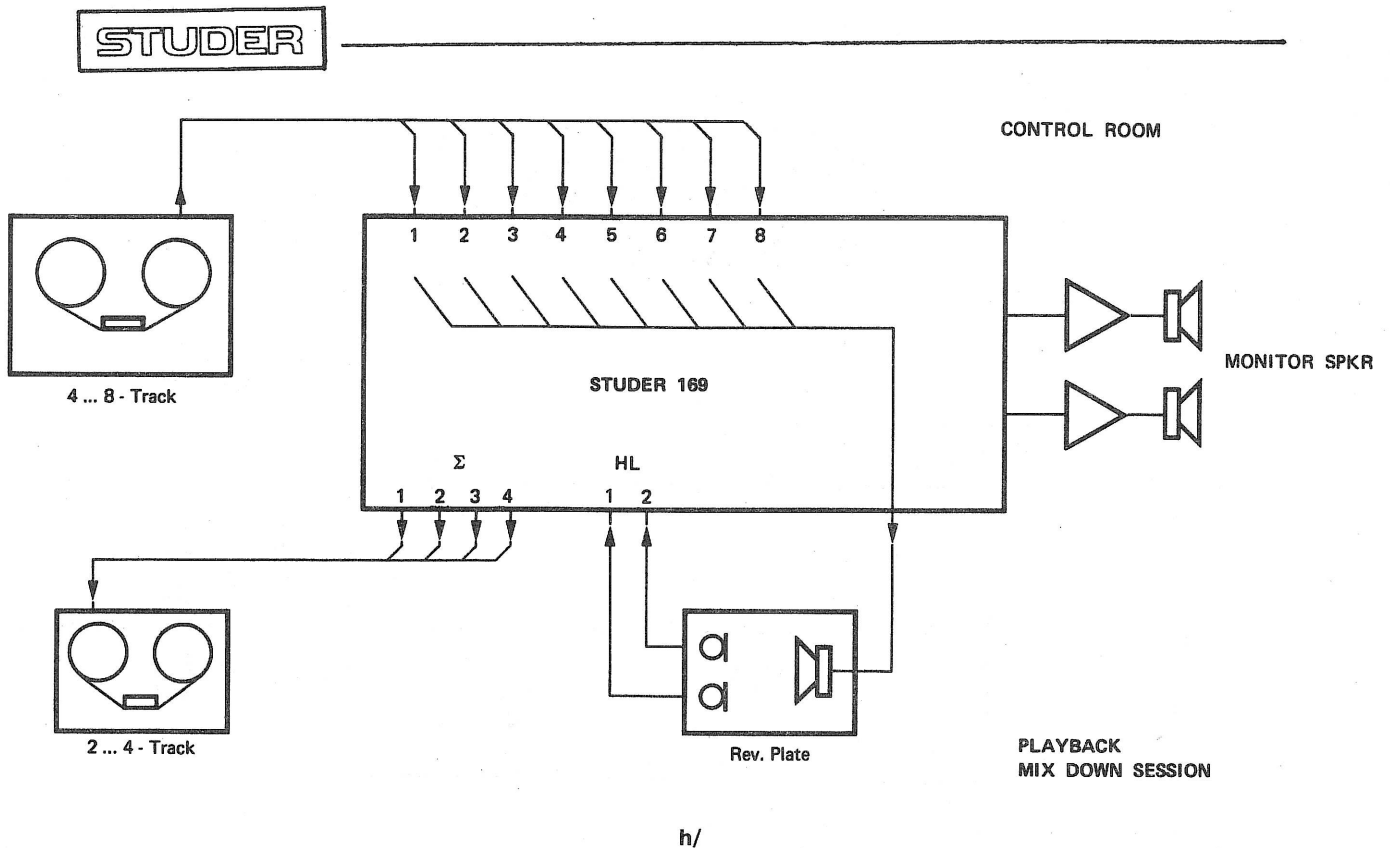 STUDER
CONTROL ROOM
1 2 3 4 5 6 7 8
4 ... 8 - Track
STUDER 169
MONITOR SPKR
Σ HL
1 2 3 4 1 2
2 ... 4 - Track
Rev. Plate
PLAYBACK
MIX DOWN SESSION
h/